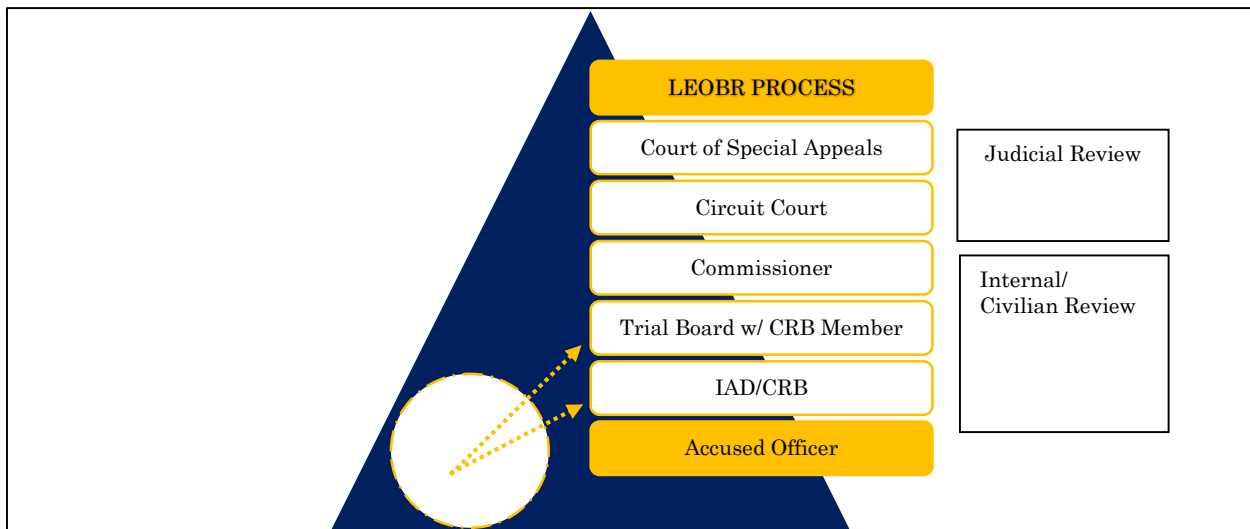 LEOBR PROCESS
Court of Special Appeals
Judicial Review
Circuit Court
Commissioner
Internal/
Civilian Review
Trial Board w/ CRB Member
IAD/CRB
Accused Officer